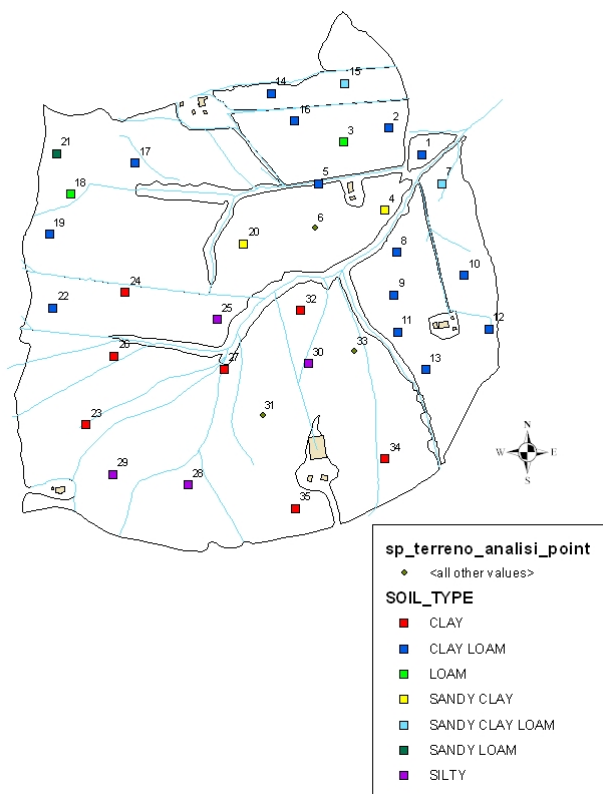 15
14
16
2
3
1
21
17
5
7
18
4
6
19
20
8
10
24
9
22
25
32
11
12
33
26
30
27
13
31
23
34
29
28
35
N
W E
S
sp_terreno_analisi_point
<all other values>
SOIL_TYPE
CLAY
CLAY LOAM
LOAM
SANDY CLAY
SANDY CLAY LOAM
SANDY LOAM
SILTY